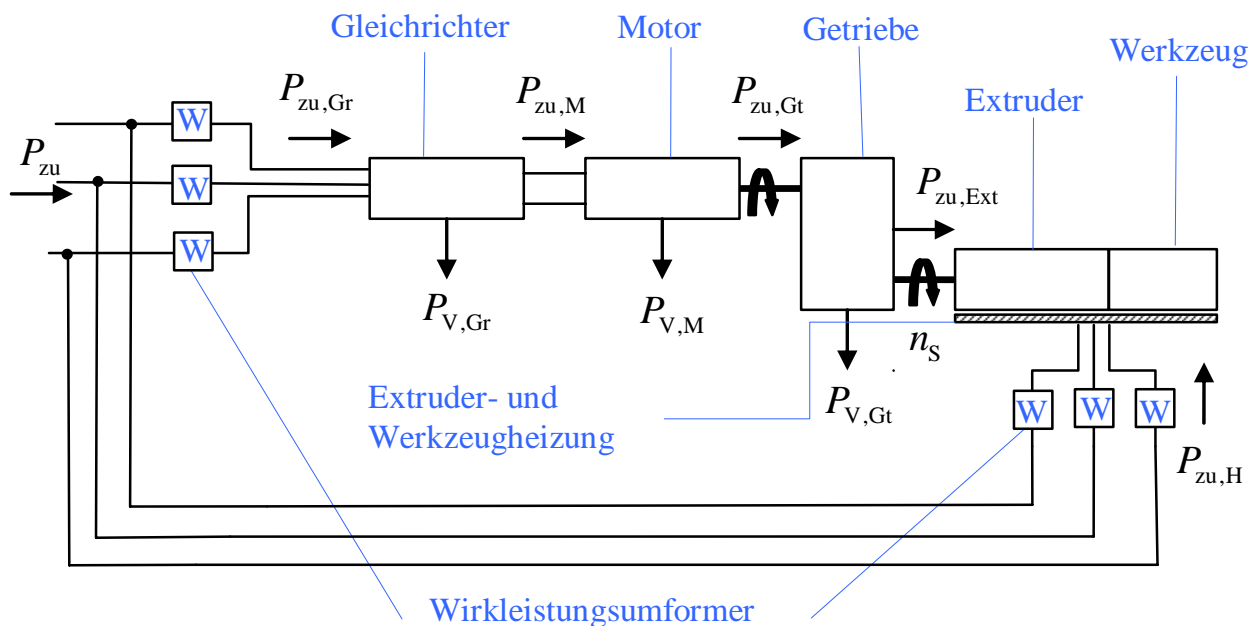 Gleichrichter
Motor
Getriebe
Werkzeug
Extruder
P zu,Gr
P zu,M
P zu,Gt
W
P zu
W
W
P zu,Ext
P V,Gr
P V,M
n S
P V,Gt
Extruder- und
Werkzeugheizung
W
W
W
P zu,H
Wirkleistungsumformer